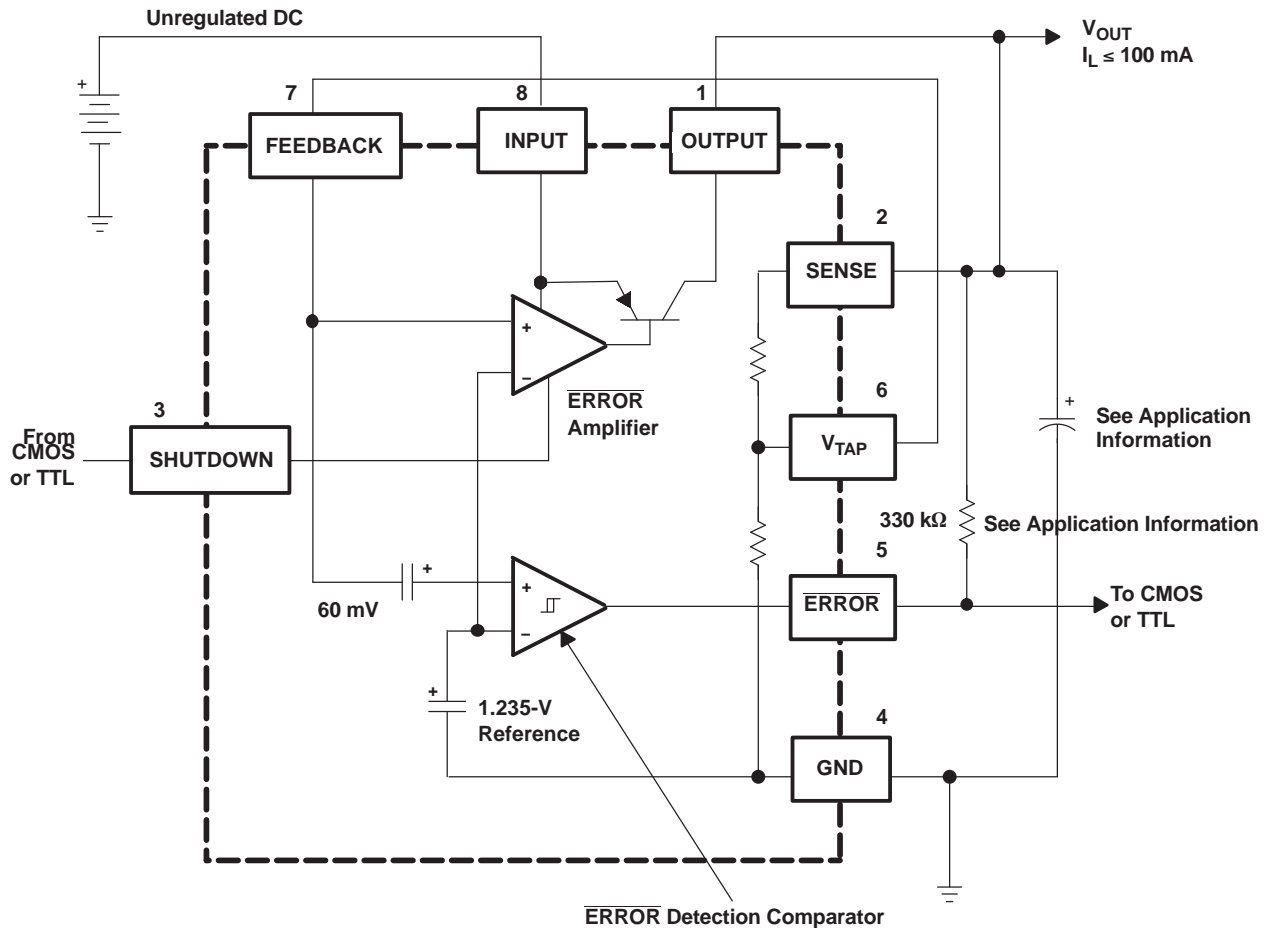 Unregulated DC
VOUT
IL ≤ 100 mA
7
8
1
FEEDBACK
INPUT
OUTPUT
2
SENSE
+
−
ERROR
Amplifier
6
VTAP
3
From
CMOS
or TTL
SHUTDOWN
+
See Application
Information
330 kΩ
See Application Information
5
ERROR
To CMOS
or TTL
+
60 mV
+
−
+
1.235-V
Reference
4
GND
ERROR Detection Comparator
+